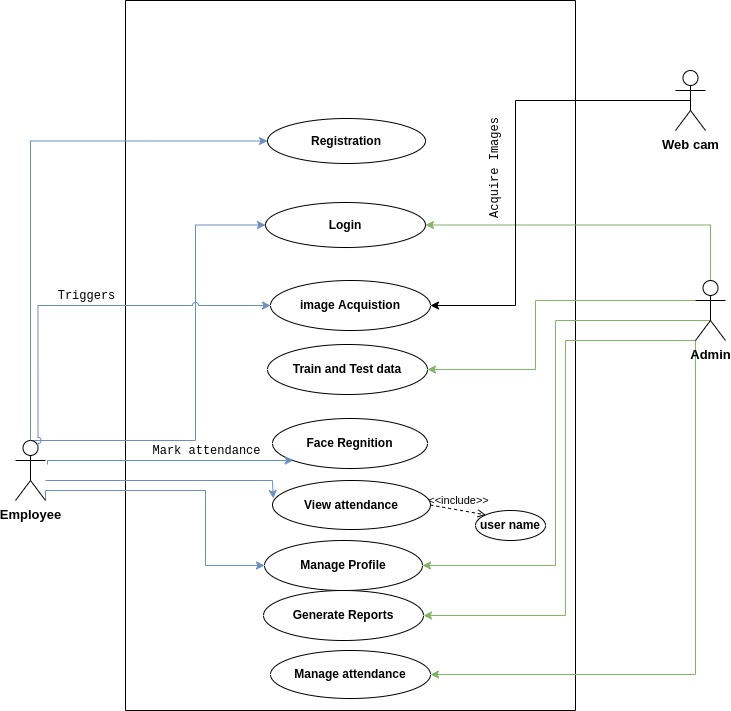 Web cam
Acquire Images
Registration
Login
Triggers
image Acquistion
Admin
Train and Test data
Mark attendance
Face Regnition
Employee
View attendance
<<include>>
user name
Manage Profile
Generate Reports
Manage attendance